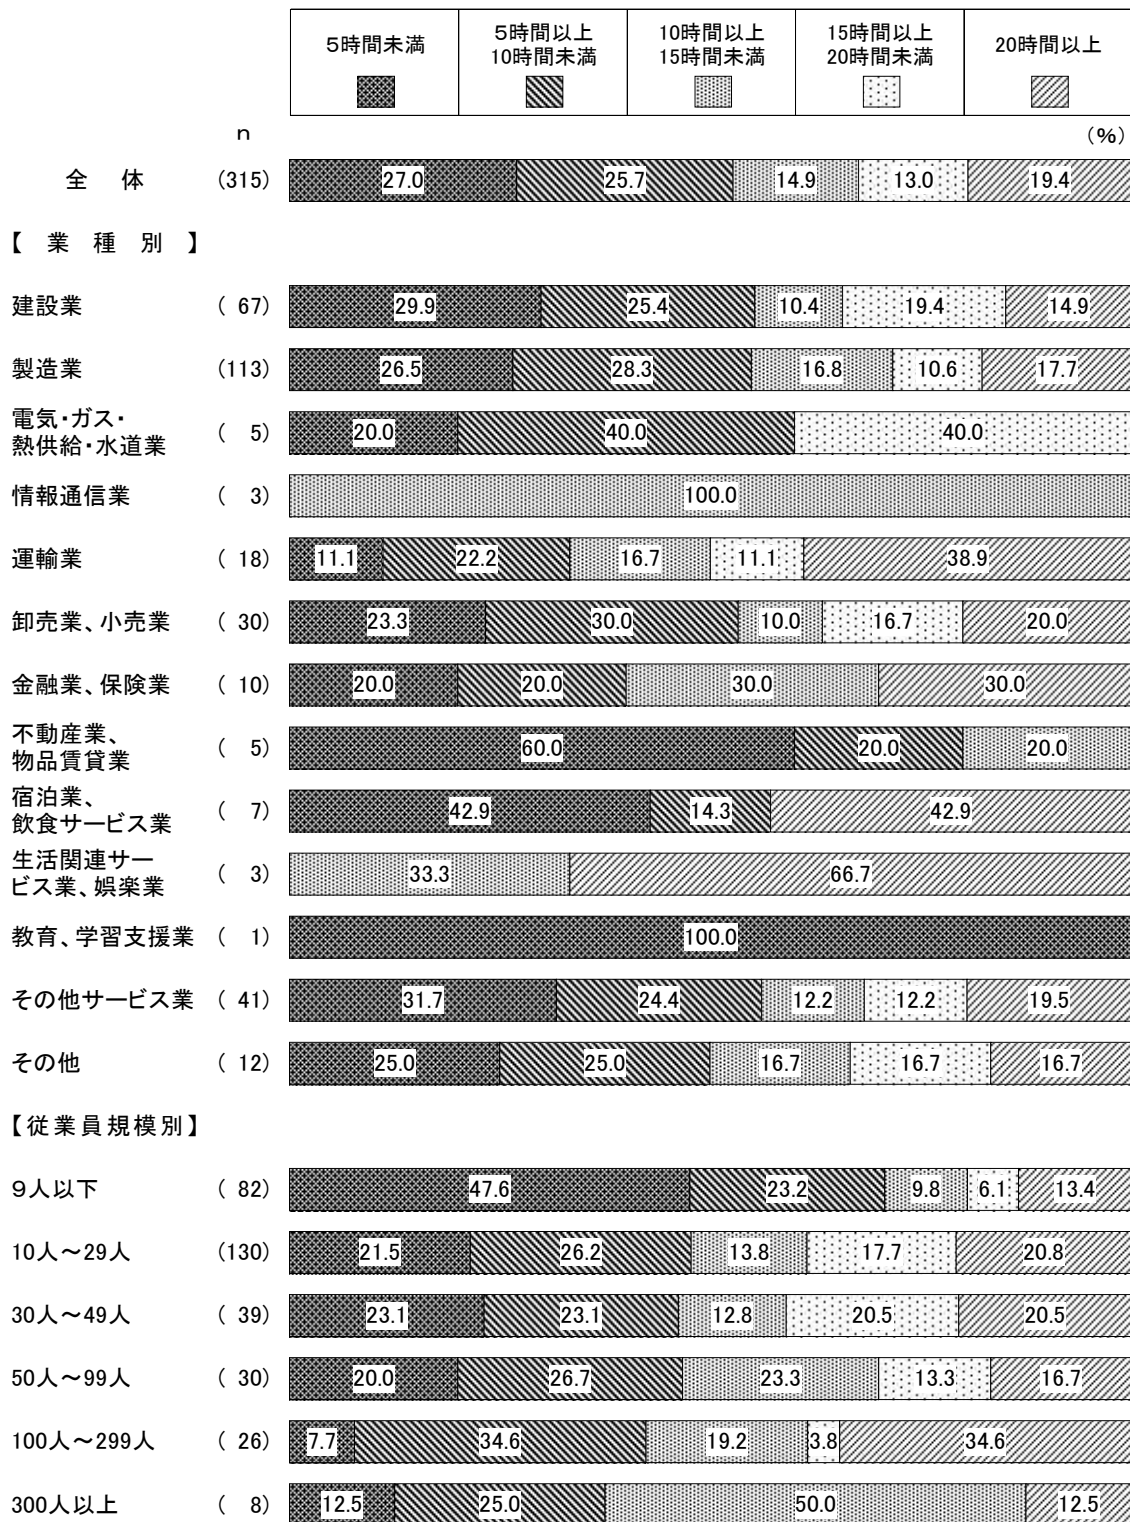 5時間未満
5時間以上
10時間未満
10時間以上
15時間未満
15時間以上
20時間未満
20時間以上
n (%)
全 体 (315) 27.0 25.7 14.9 13.0 19.4
【 業 種 別 】
建設業 ( 67) 29.9 25.4 10.4 19.4 14.9
製造業 (113) 26.5 28.3 16.8 10.6 17.7
電気・ガス・
熱供給・水道業 ( 5) 20.0 40.0 40.0
情報通信業 ( 3) 100.0
運輸業 ( 18) 11.1 22.2 16.7 11.1 38.9
卸売業、小売業 ( 30) 23.3 30.0 10.0 16.7 20.0
金融業、保険業 ( 10) 20.0 20.0 30.0 30.0
不動産業、
物品賃貸業 ( 5) 60.0 20.0 20.0
宿泊業、
飲食サービス業 ( 7) 42.9 14.3 42.9
生活関連サー
ビス業、娯楽業 ( 3) 33.3 66.7
教育、学習支援業 ( 1) 100.0
その他サービス業 ( 41) 31.7 24.4 12.2 12.2 19.5
その他 ( 12) 25.0 25.0 16.7 16.7 16.7
【従業員規模別】
9人以下 ( 82) 47.6 23.2 9.8 6.1 13.4
10人～29人 (130) 21.5 26.2 13.8 17.7 20.8
30人～49人 ( 39) 23.1 23.1 12.8 20.5 20.5
50人～99人 ( 30) 20.0 26.7 23.3 13.3 16.7
100人～299人 ( 26) 7.7 34.6 19.2 3.8 34.6
300人以上 ( 8) 12.5 25.0 50.0 12.5